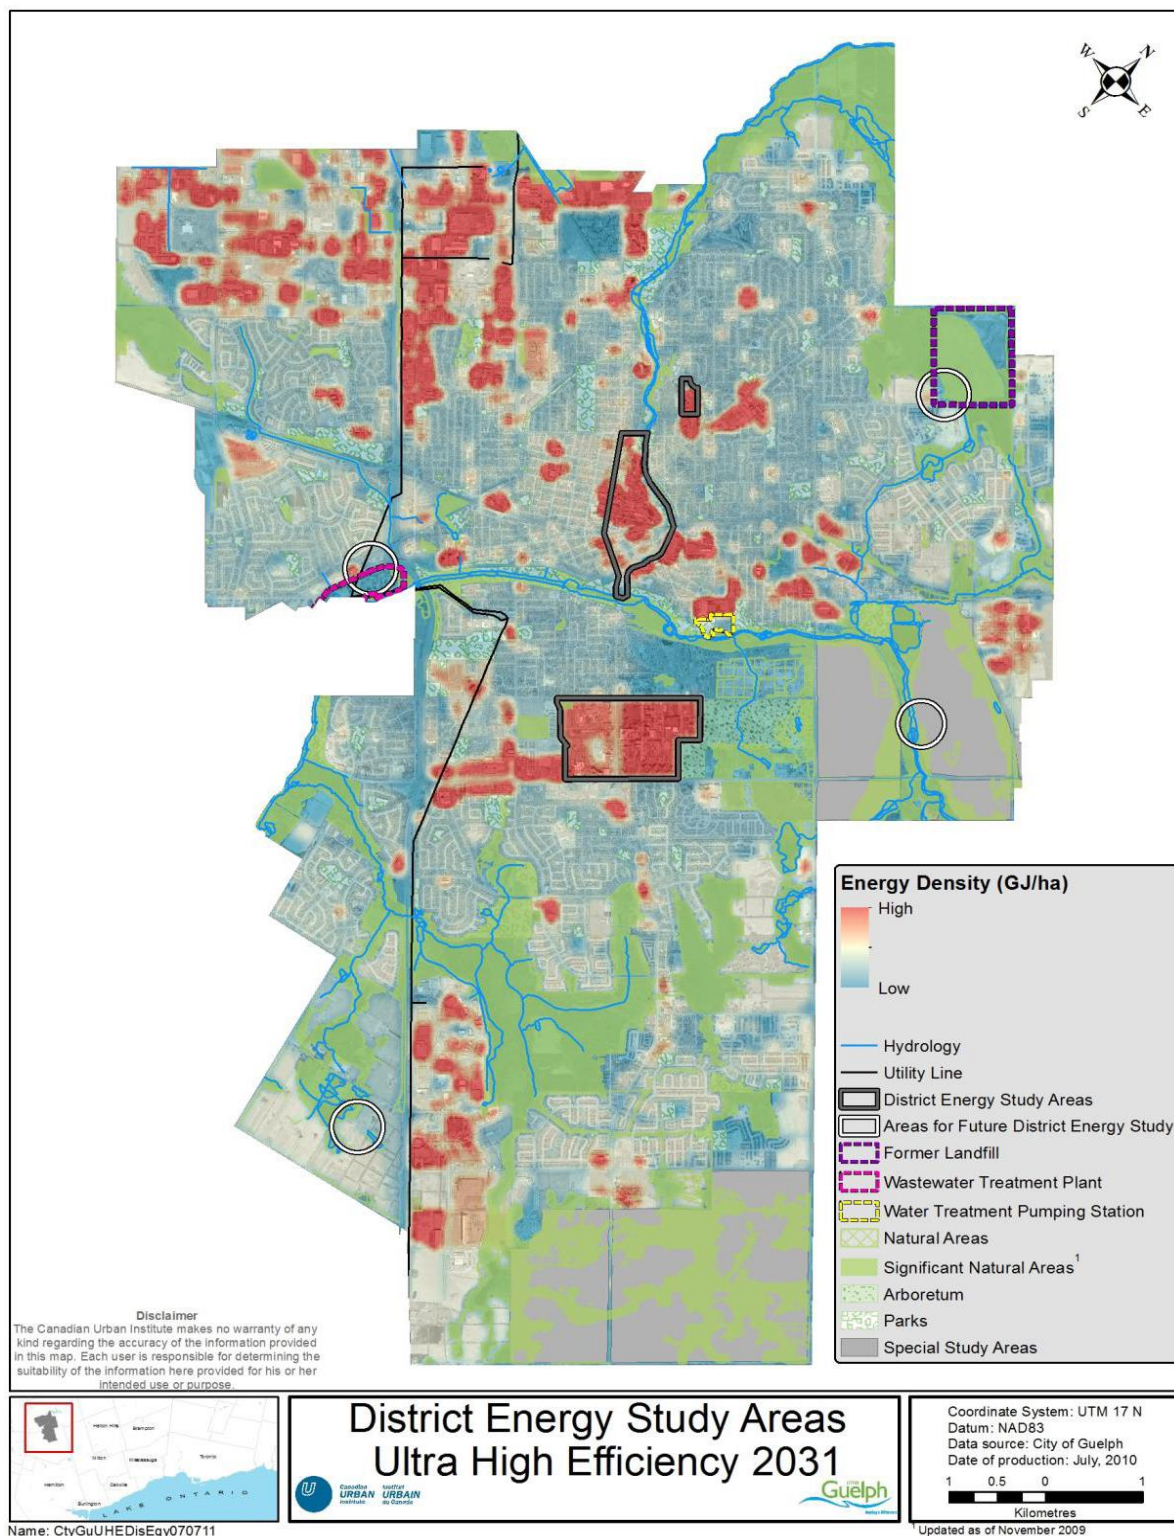 W
N
S
E
Energy Density (GJ/ha)
High
Low
Hydrology
Utility Line
District Energy Study Areas
Areas for Future District Energy Study
Former Landfill
Wastewater Treatment Plant
Water Treatment Pumping Station
Natural Areas
Significant Natural Areas1
Arboretum
Parks
Special Study Areas
Disclaimer
The Canadian Urban Institute makes no warranty of any
kind regarding the accuracy of the information provided
in this map. Each user is responsible for determining the
suitability of the information here provided for his or her
intended use or purpose.
Halton Hills
Brampton
Milton
Mississauga
Toronto
Hamilton
Oakville
Burlington
LAKE ONTARIO
District Energy Study Areas
Ultra High Efficiency 2031
Canadian
URBAN
Institute
Institut
URBAIN
du Canada
Guelph
Coordinate System: UTM 17 N
Datum: NAD83
Data source: City of Guelph
Date of production: July, 2010
1 0.5 0 1
Kilometres
Name: CtyGuUHEDisEgy070711
1 Updated as of November 2009